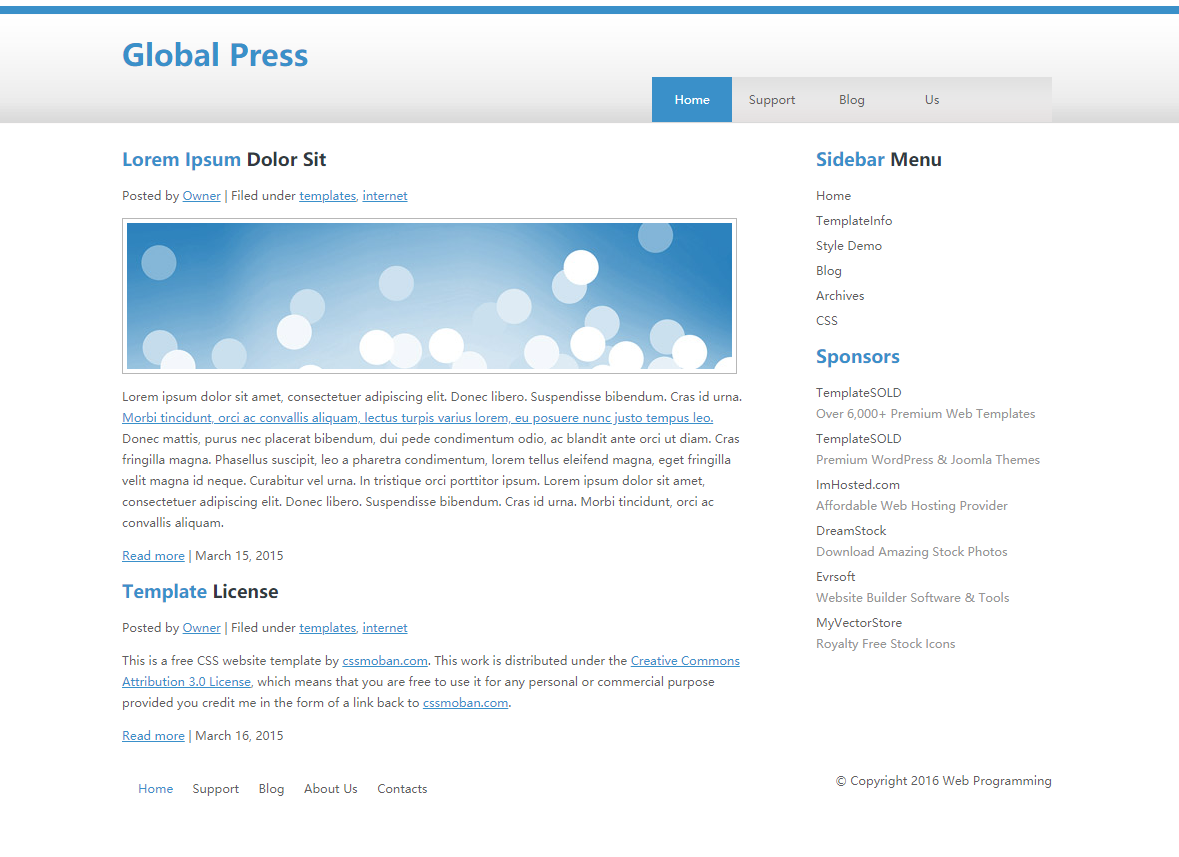 Global Press
Home Support Blog Us
Lorem Ipsum Dolor Sit
Posted by Owner | Filed under templates, internet
Lorem ipsum dolor sit amet, consectetuer adipiscing elit. Donec libero. Suspendisse bibendum. Cras id urna.
Morbi tincidunt, orci ac convallis aliquam, lectus turpis varius lorem, eu posuere nunc justo tempus leo.
Donec mattis, purus nec placerat bibendum, dui pede condimentum odio, ac blandit ante orci ut diam. Cras
fringilla magna. Phasellus suscipit, leo a pharetra condimentum, lorem tellus eleifend magna, eget fringilla
velit magna id neque. Curabitur vel urna. In tristique orci porttitor ipsum. Lorem ipsum dolor sit amet,
consectetuer adipiscing elit. Donec libero. Suspendisse bibendum. Cras id urna. Morbi tincidunt, orci ac
convallis aliquam.
Read more | March 15, 2015
Template License
Posted by Owner | Filed under templates, internet
This is a free CSS website template by cssmoban.com. This work is distributed under the Creative Commons
Attribution 3.0 License, which means that you are free to use it for any personal or commercial purpose
provided you credit me in the form of a link back to cssmoban.com.
Read more | March 16, 2015
Sidebar Menu
Home
TemplateInfo
Style Demo
Blog
Archives
CSS
Sponsors
TemplateSOLD
Over 6,000+ Premium Web Templates
TemplateSOLD
Premium WordPress & Joomla Themes
ImHosted.com
Affordable Web Hosting Provider
DreamStock
Download Amazing Stock Photos
Evrsoft
Website Builder Software & Tools
MyVectorStore
Royalty Free Stock Icons
Home Support Blog About Us Contacts
© Copyright 2016 Web Programming